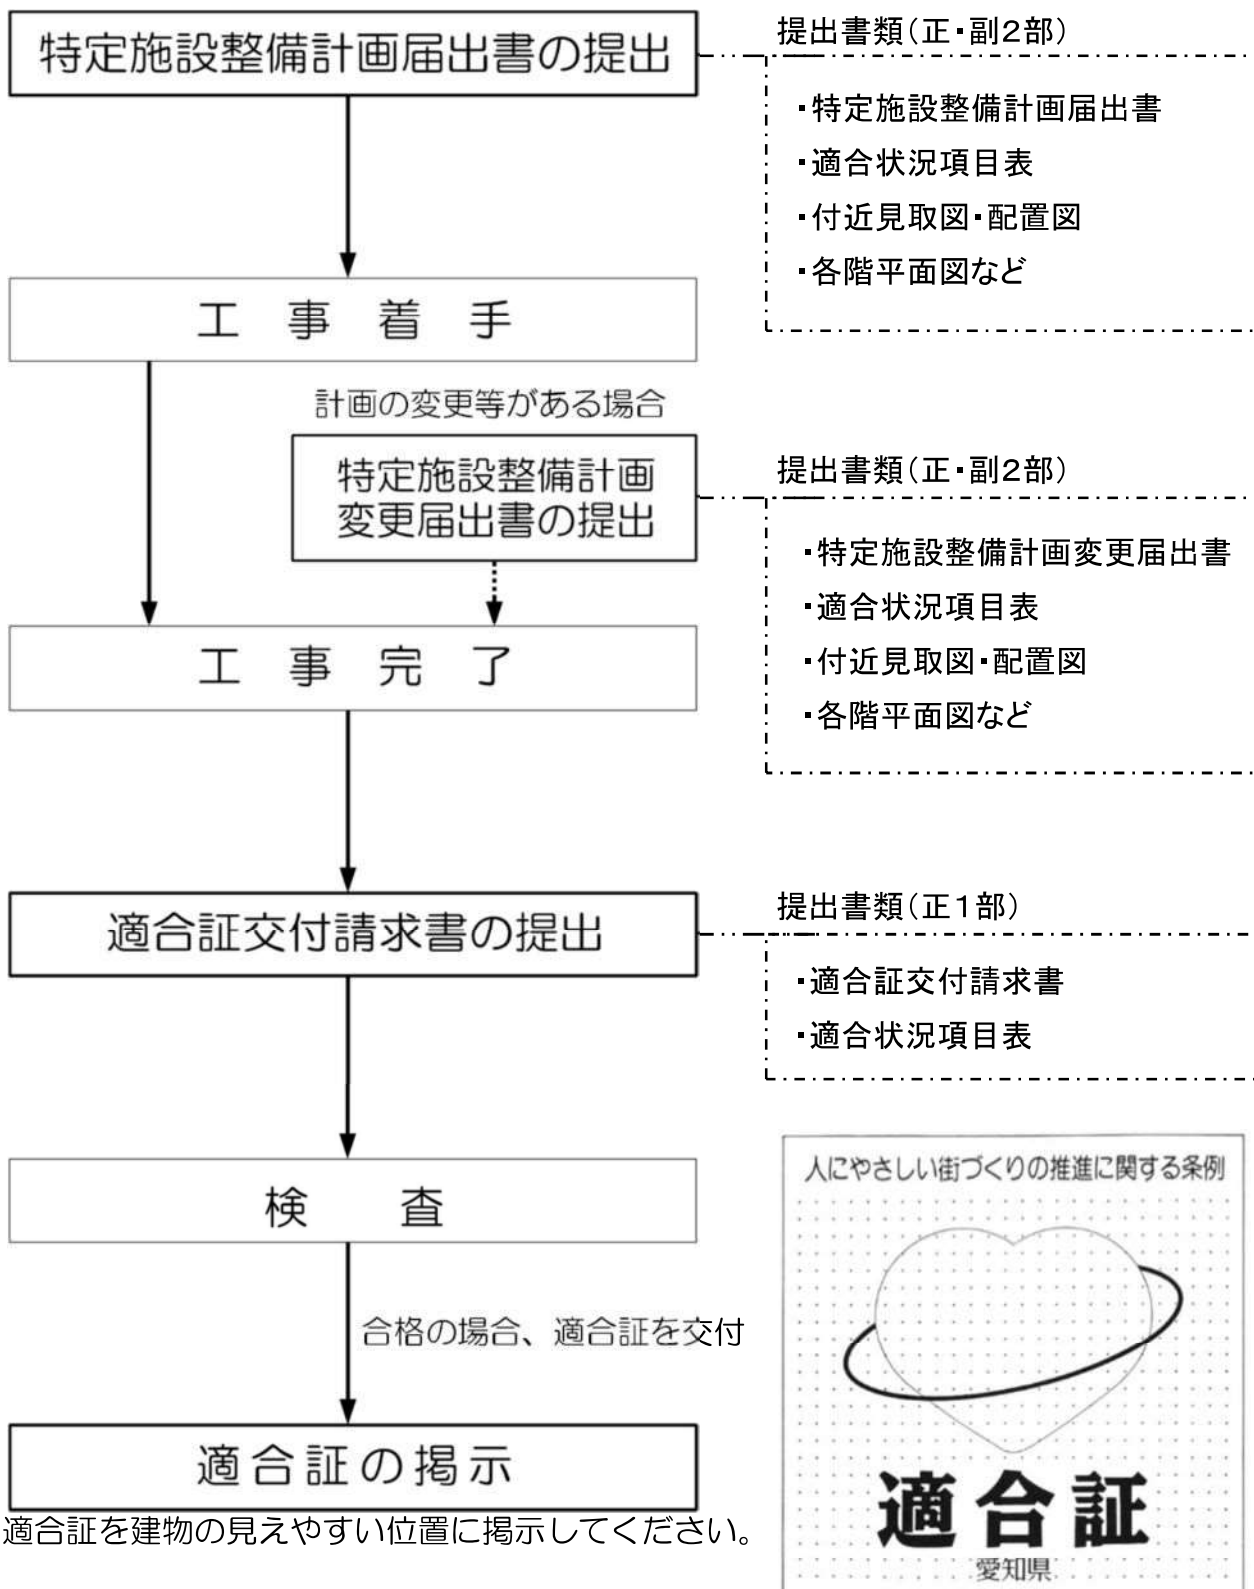 特定施設整備計画届出書の提出
提出書類（正・副２部）
・特定施設整備計画届出書
・適合状況項目表
・付近見取図・配置図
・各階平面図など
工事着手
計画の変更等がある場合
特定施設整備計画
変更届出書の提出
提出書類（正・副２部）
・特定施設整備計画変更届出書
・適合状況項目表
・付近見取図・配置図
・各階平面図など
工事完了
適合証交付請求書の提出
提出書類（正１部）
・適合証交付請求書
・適合状況項目表
検査
合格の場合、適合証を交付
適合証の掲示
適合証を建物の見えやすい位置に掲示してください。
人にやさしい街づくりの推進に関する条例
適合証
愛知県